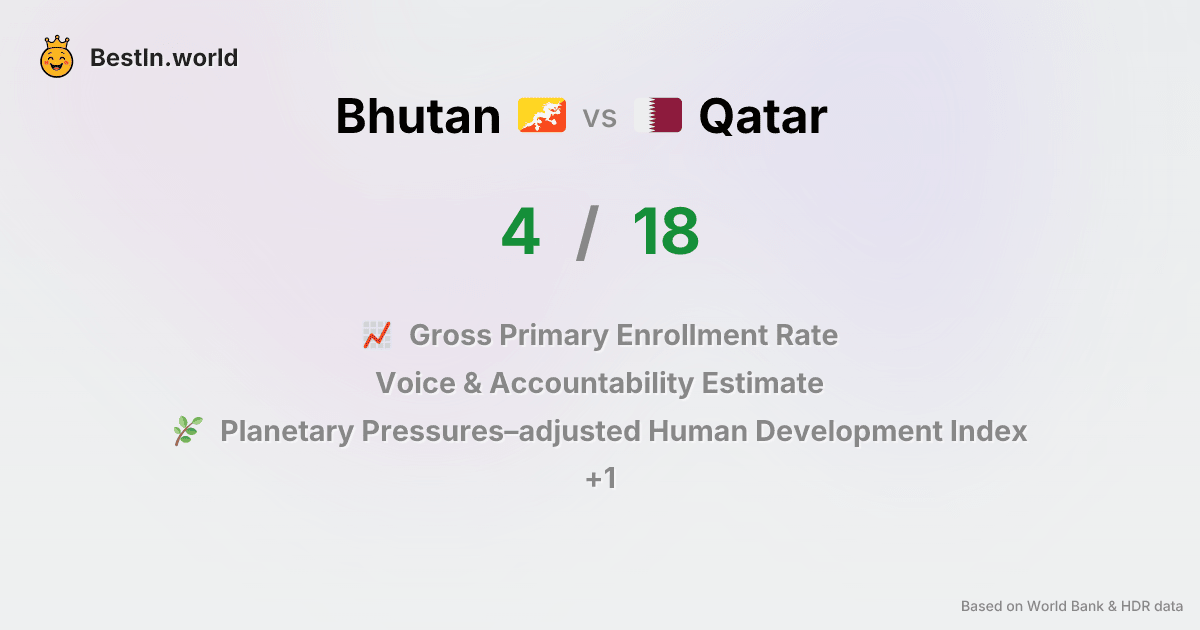 BestIn.world
Bhutan vs Qatar
4 / 18
Gross Primary Enrollment Rate
Voice & Accountability Estimate
Planetary Pressures–adjusted Human Development Index
+1
Based on World Bank & HDR data